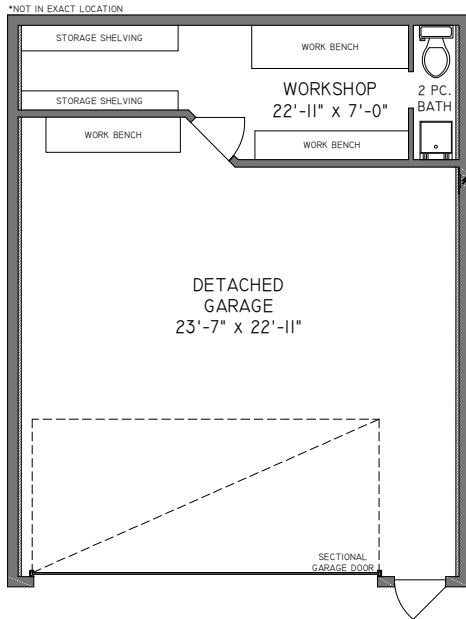 *NOT IN EXACT LOCATION
STORAGE SHELVING
WORK BENCH
WORKSHOP
22'-11" X 7'-0"
2 PC.
BATH
STORAGE SHELVING
WORK BENCH
WORK BENCH
DETACHED
GARAGE
23'-7" X 22'-11"
SECTIONAL
GARAGE DOOR